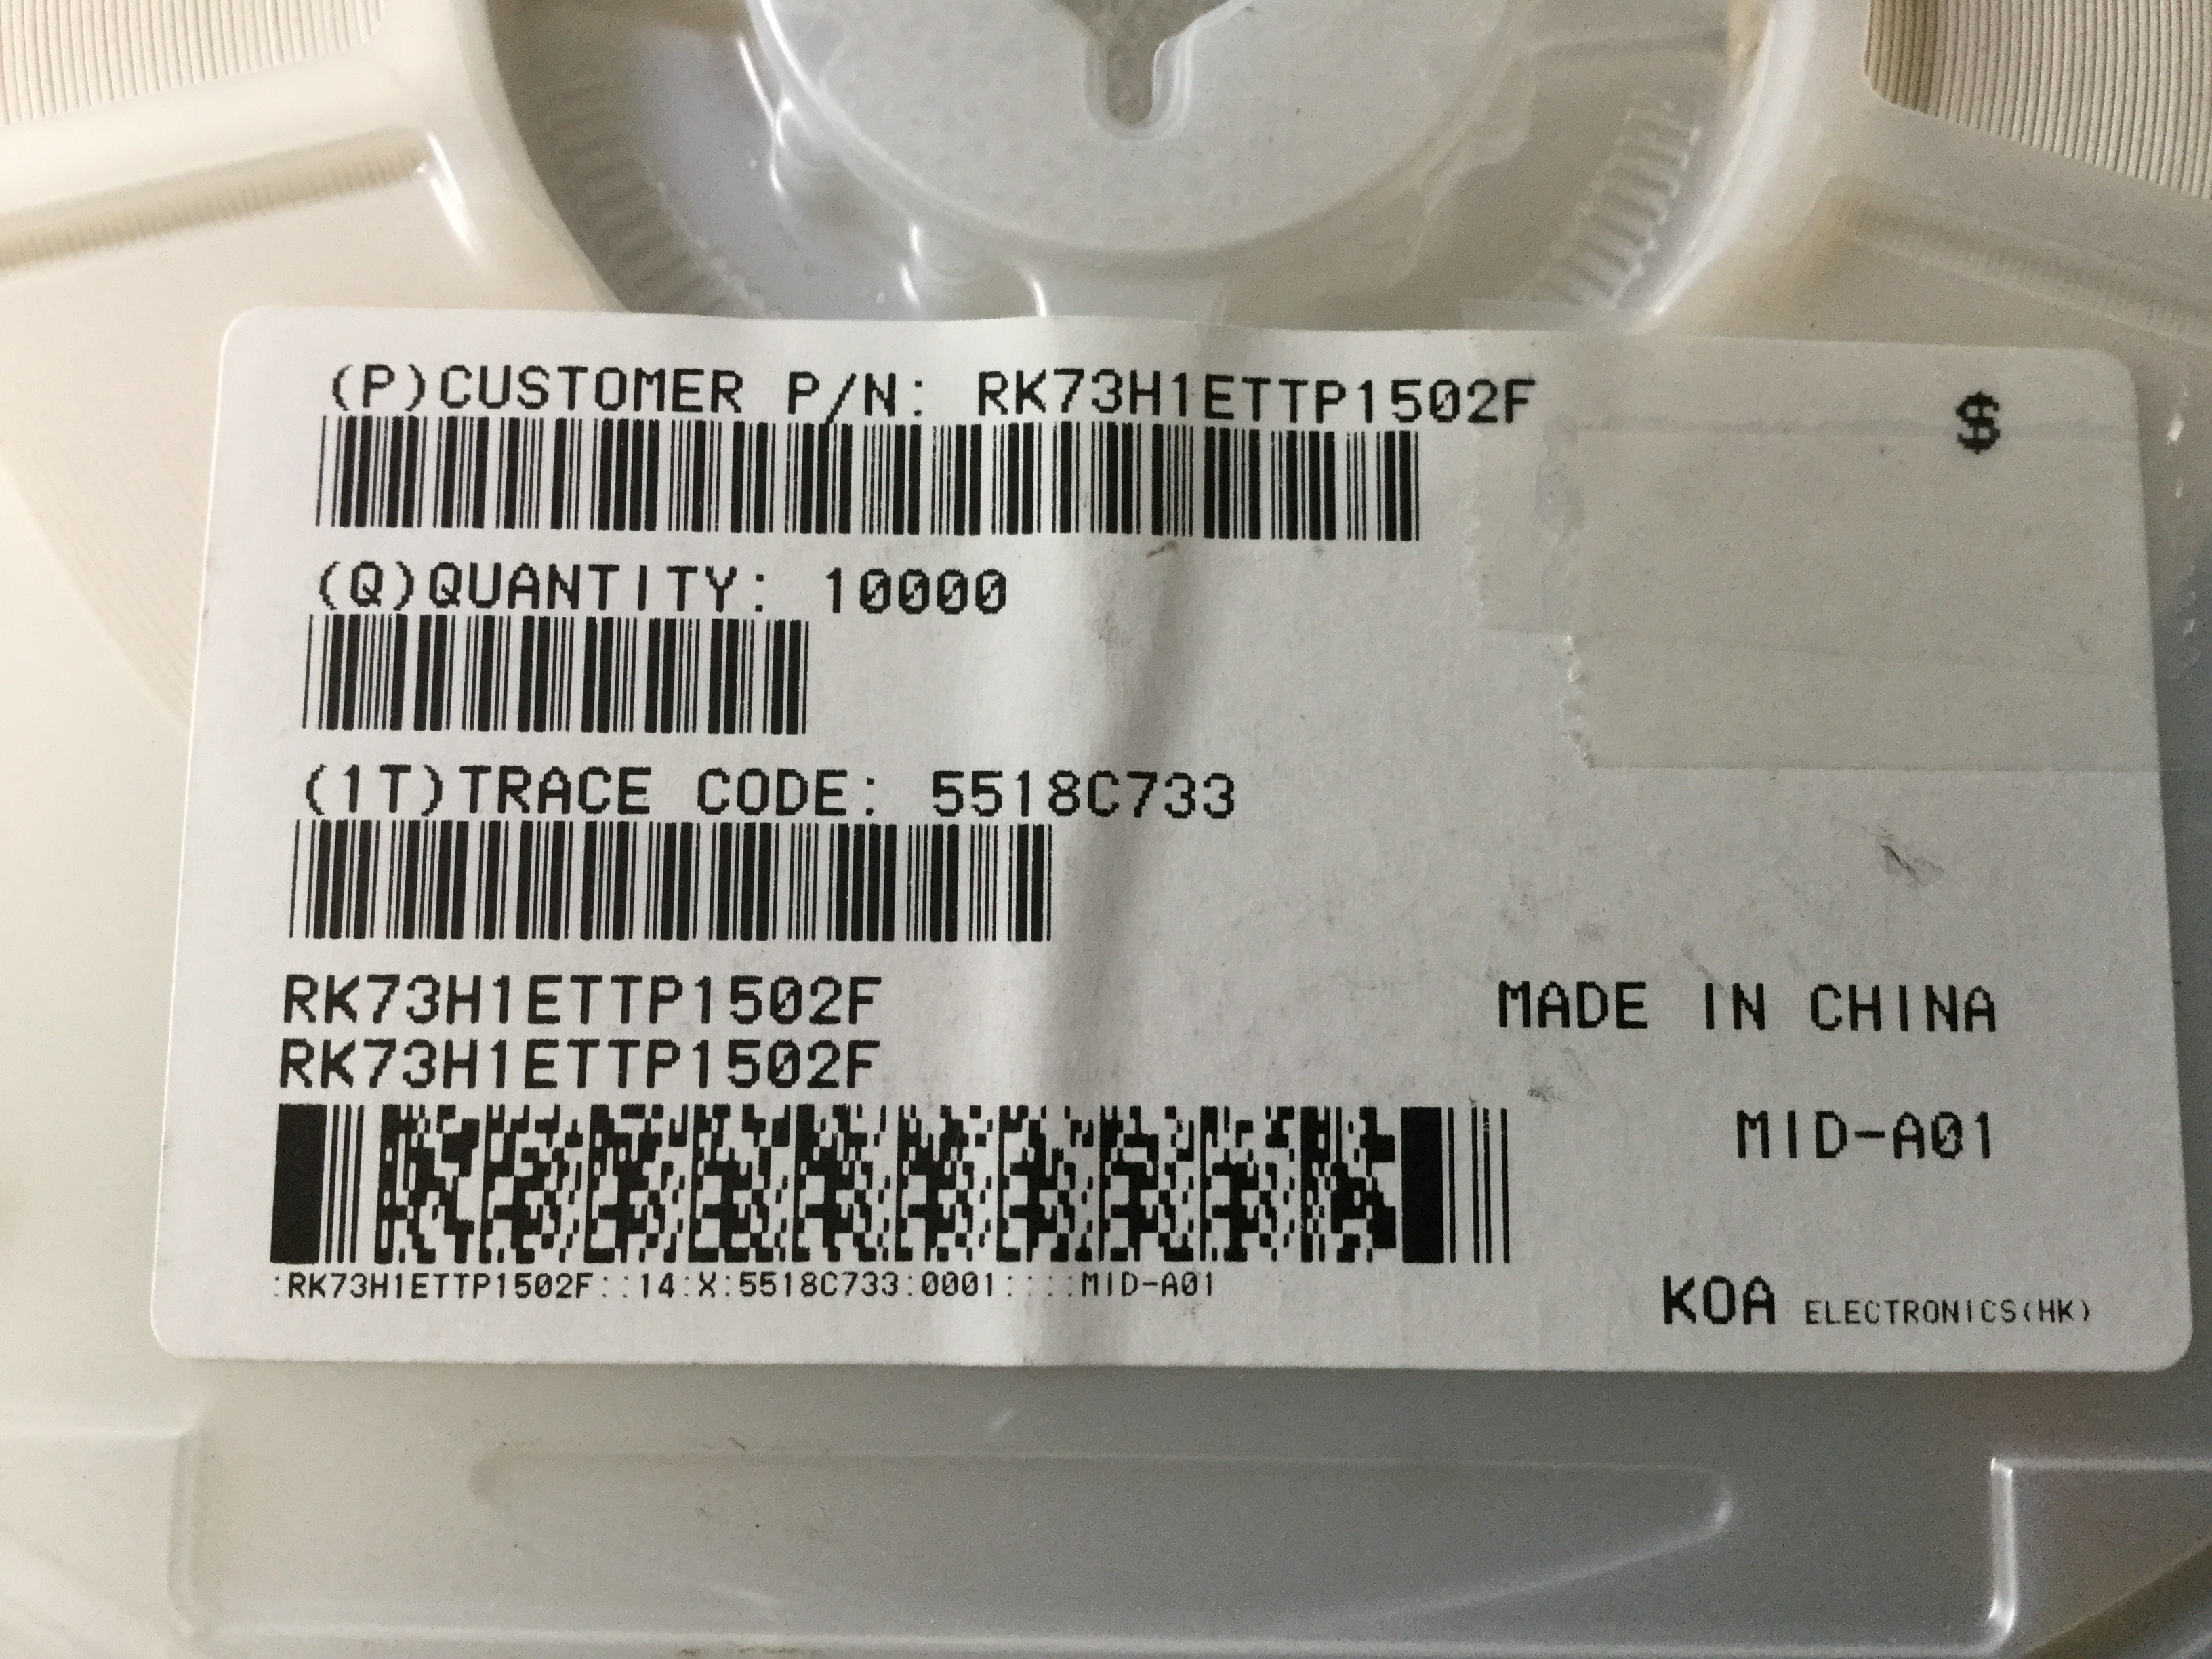 (P)CUSTOMER P/N: RK73H1ETTP1502F
$
(Q)QUANTITY: 10000
(1T)TRACE CODE: 5518C733
RK73H1ETTP1502F
RK73H1ETTP1502F
MADE IN CHINA
MID-A01
:RK73H1ETTP1502F::14:X:5518C733:0001::::MID-A01
KOA ELECTRONICS(HK)